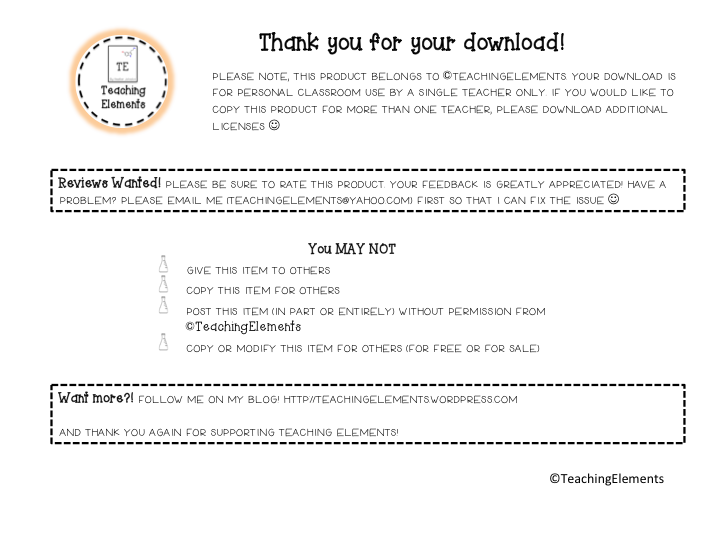 TE
Teaching
Elements
Thank you for your download!
PLEASE NOTE, THIS PRODUCT BELONGS TO ©TEACHINGELEMENTS. YOUR DOWNLOAD IS
FOR PERSONAL CLASSROOM USE BY A SINGLE TEACHER ONLY. IF YOU WOULD LIKE TO
COPY THIS PRODUCT FOR MORE THAN ONE TEACHER, PLEASE DOWNLOAD ADDITIONAL
LICENSES ☺
Reviews Wanted! PLEASE BE SURE TO RATE THIS PRODUCT. YOUR FEEDBACK IS GREATLY APPRECIATED! HAVE A
PROBLEM? PLEASE EMAIL ME (TEACHINGELEMENTS@YAHOO.COM) FIRST SO THAT I CAN FIX THE ISSUE ☺
You MAY NOT
GIVE THIS ITEM TO OTHERS
COPY THIS ITEM FOR OTHERS
POST THIS ITEM (IN PART OR ENTIRELY) WITHOUT PERMISSION FROM
©TeachingElements
COPY OR MODIFY THIS ITEM FOR OTHERS (FOR FREE OR FOR SALE)
Want more?! FOLLOW ME ON MY BLOG! HTTP://TEACHINGELEMENTS.WORDPRESS.COM
AND THANK YOU AGAIN FOR SUPPORTING TEACHING ELEMENTS!
©TeachingElements